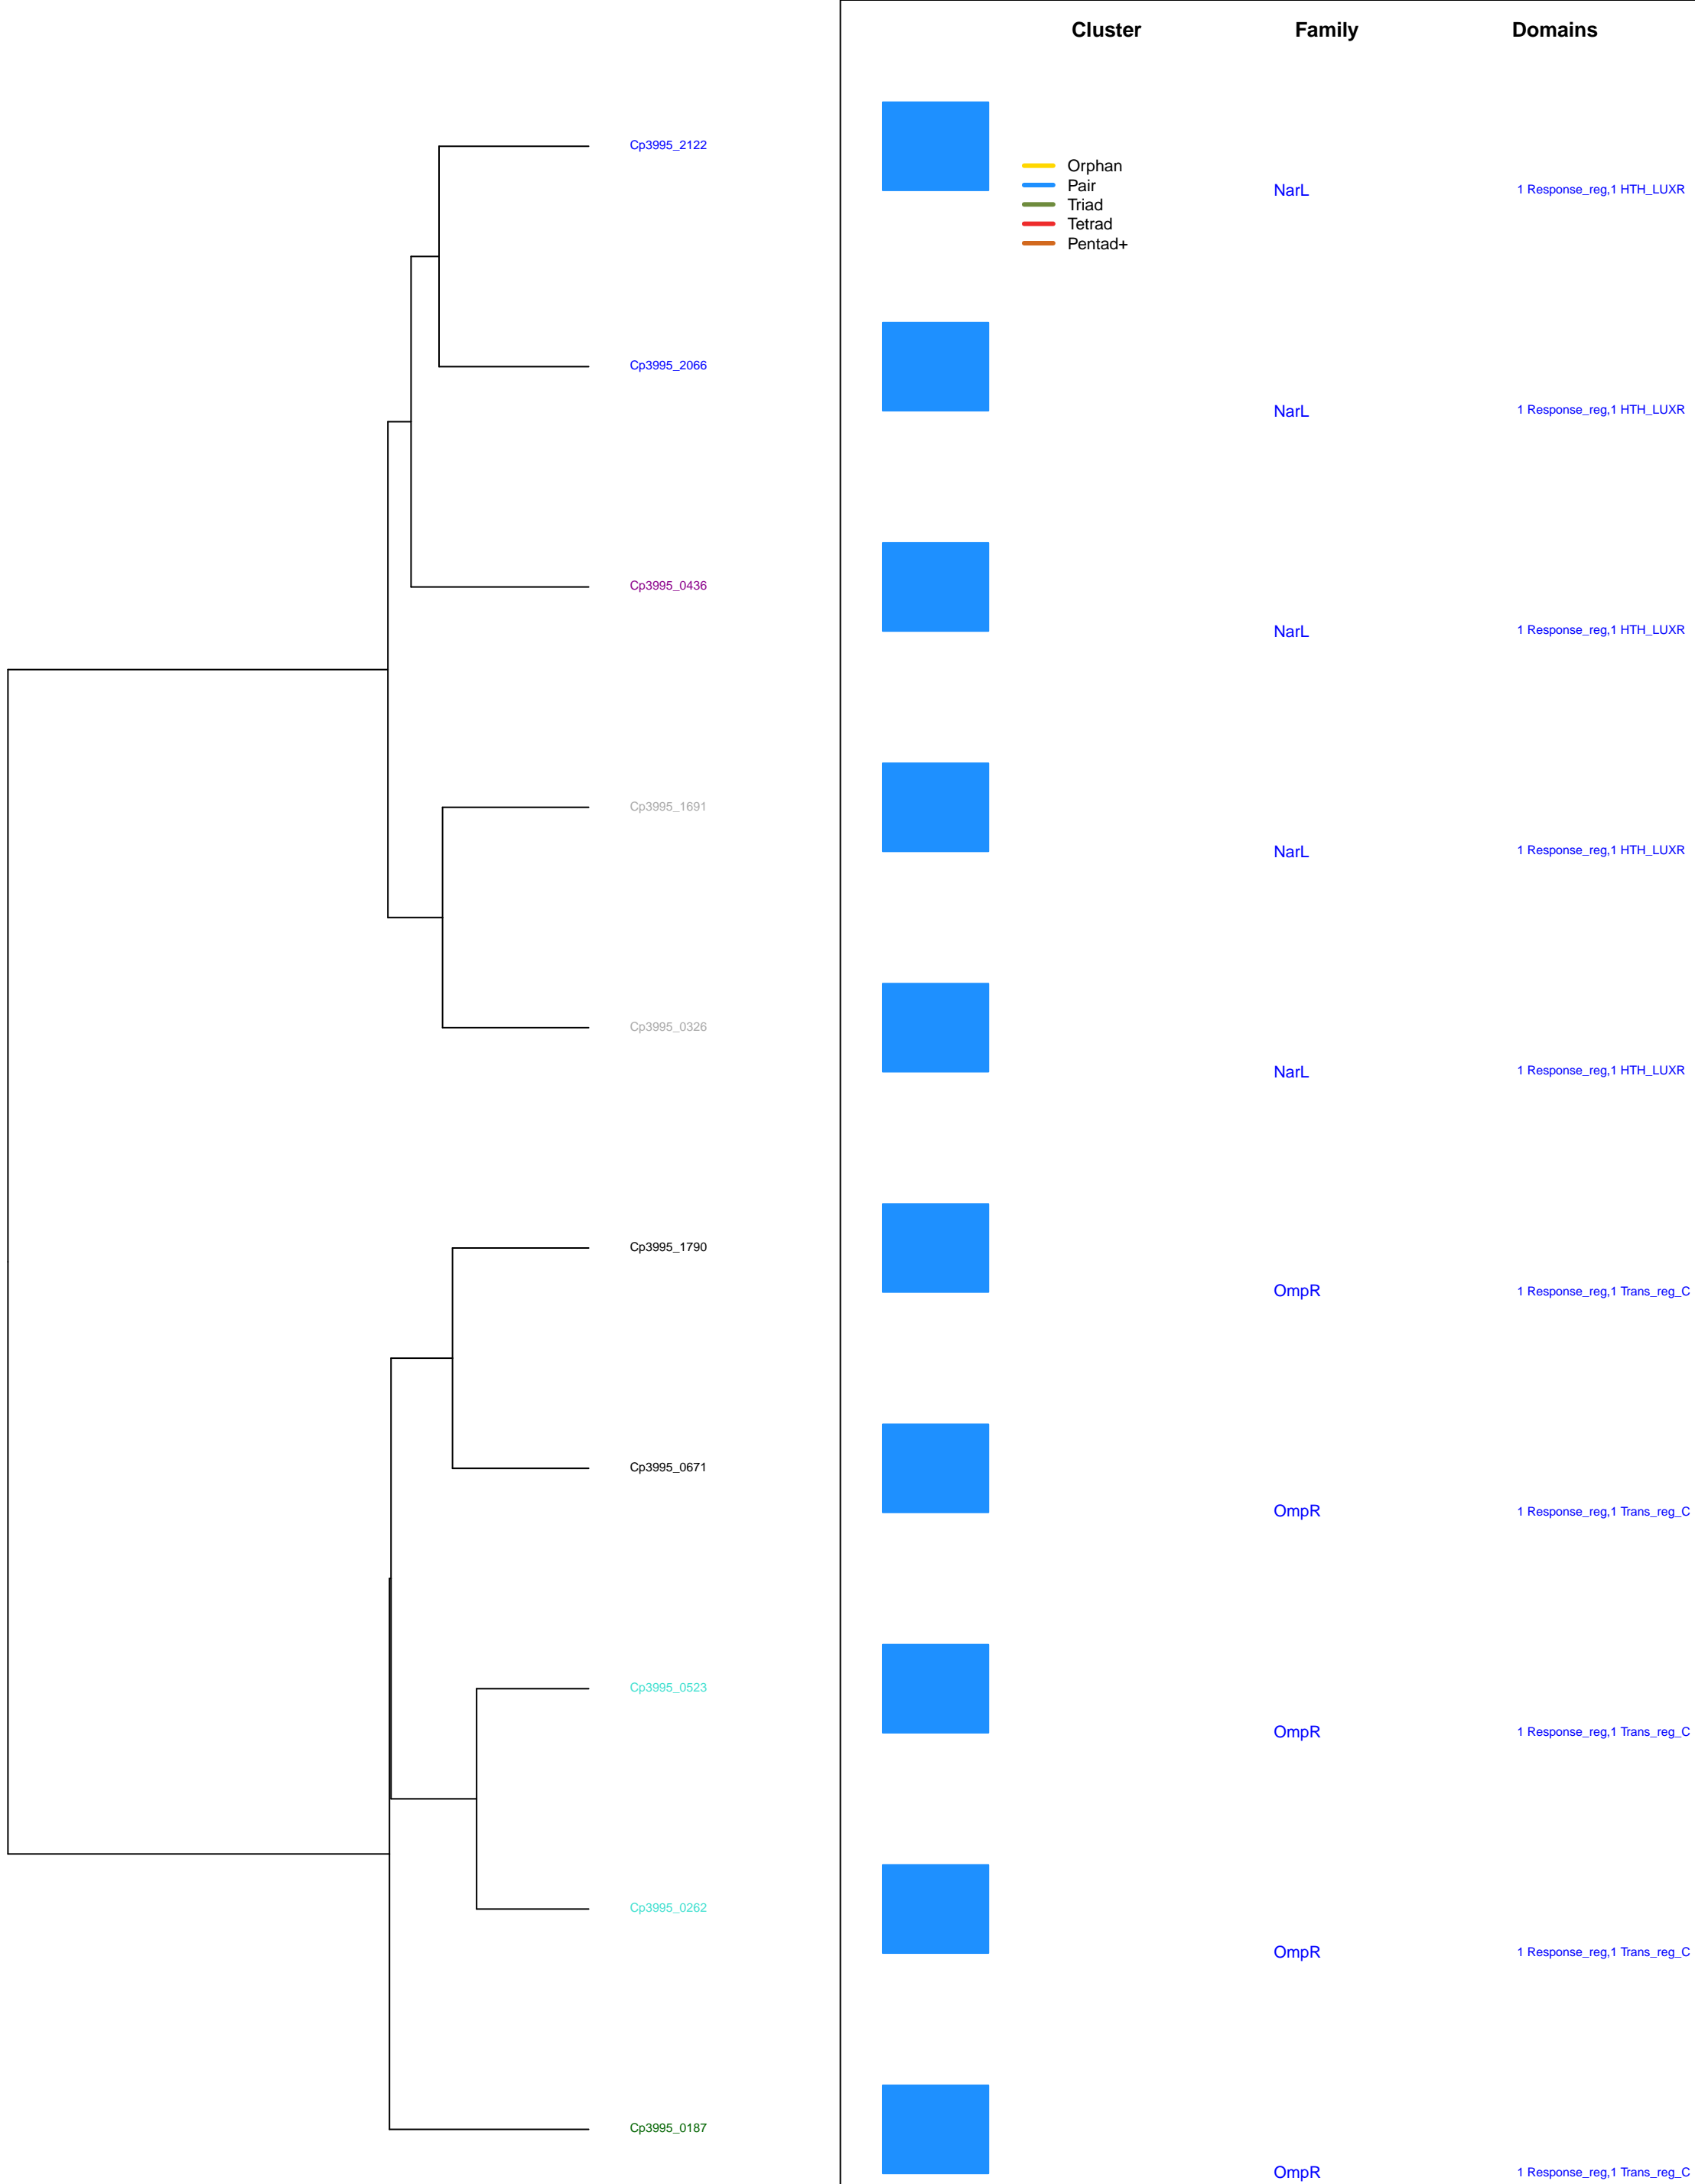 Cluster Family Domains
Cp3995_2122
Orphan
Pair
NarL 1 Response_reg,1 HTH_LUXR
Triad
Tetrad
Pentad+
Cp3995_2066
NarL 1 Response_reg,1 HTH_LUXR
Cp3995_0436
NarL 1 Response_reg,1 HTH_LUXR
Cp3995_1691
NarL 1 Response_reg,1 HTH_LUXR
Cp3995_0326
NarL 1 Response_reg,1 HTH_LUXR
Cp3995_1790
OmpR 1 Response_reg,1 Trans_reg_C
Cp3995_0671
OmpR 1 Response_reg,1 Trans_reg_C
Cp3995_0523
OmpR 1 Response_reg,1 Trans_reg_C
Cp3995_0262
OmpR 1 Response_reg,1 Trans_reg_C
Cp3995_0187
OmpR 1 Response_reg,1 Trans_reg_C